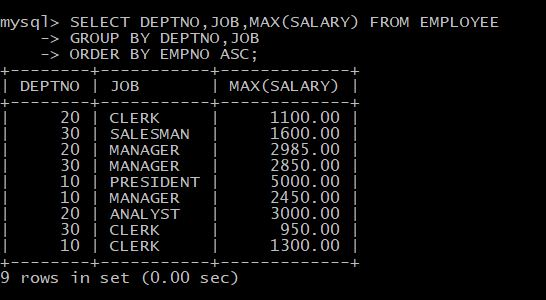 mysql> SELECT DEPTNO,JOB,MAX(SALARY) FROM EMPLOYEE
    -> GROUP BY DEPTNO,JOB
    -> ORDER BY EMPNO ASC;
+--------+-----------+-------------+
| DEPTNO | JOB       | MAX(SALARY) |
+--------+-----------+-------------+
|     20 | CLERK     |     1100.00 |
|     30 | SALESMAN  |     1600.00 |
|     20 | MANAGER   |     2985.00 |
|     30 | MANAGER   |     2850.00 |
|     10 | PRESIDENT |     5000.00 |
|     10 | MANAGER   |     2450.00 |
|     20 | ANALYST   |     3000.00 |
|     30 | CLERK     |      950.00 |
|     10 | CLERK     |     1300.00 |
+--------+-----------+-------------+
9 rows in set (0.00 sec)